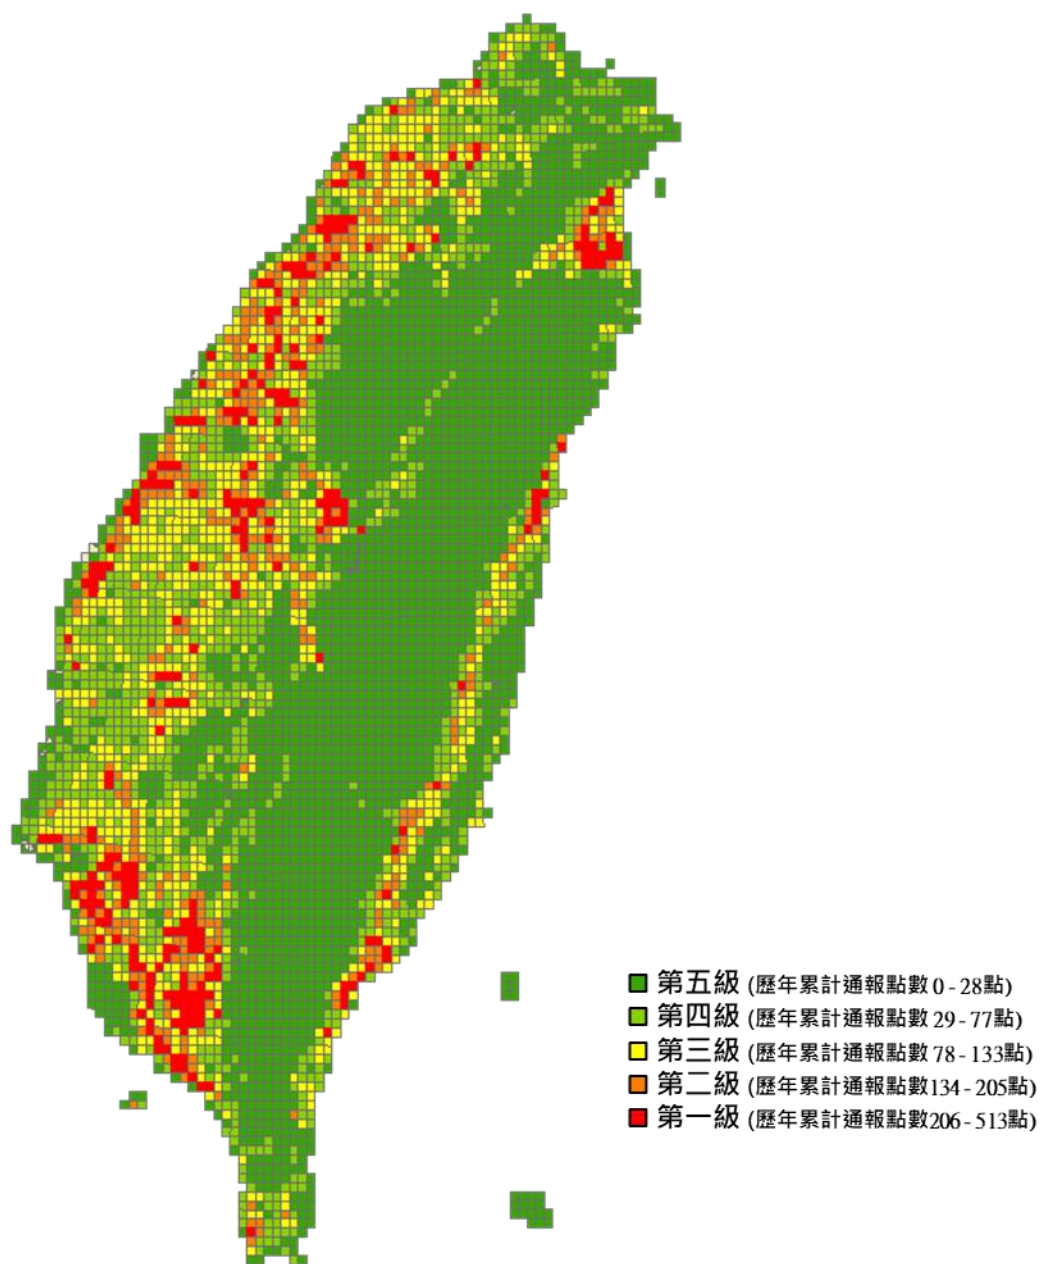 第五級 (歷年累計通報點數 0 - 28點)
第四級 (歷年累計通報點數 29 - 77點)
第三級 (歷年累計通報點數 78 - 133點)
第二級 (歷年累計通報點數134 - 205點)
第一級 (歷年累計通報點數206 - 513點)